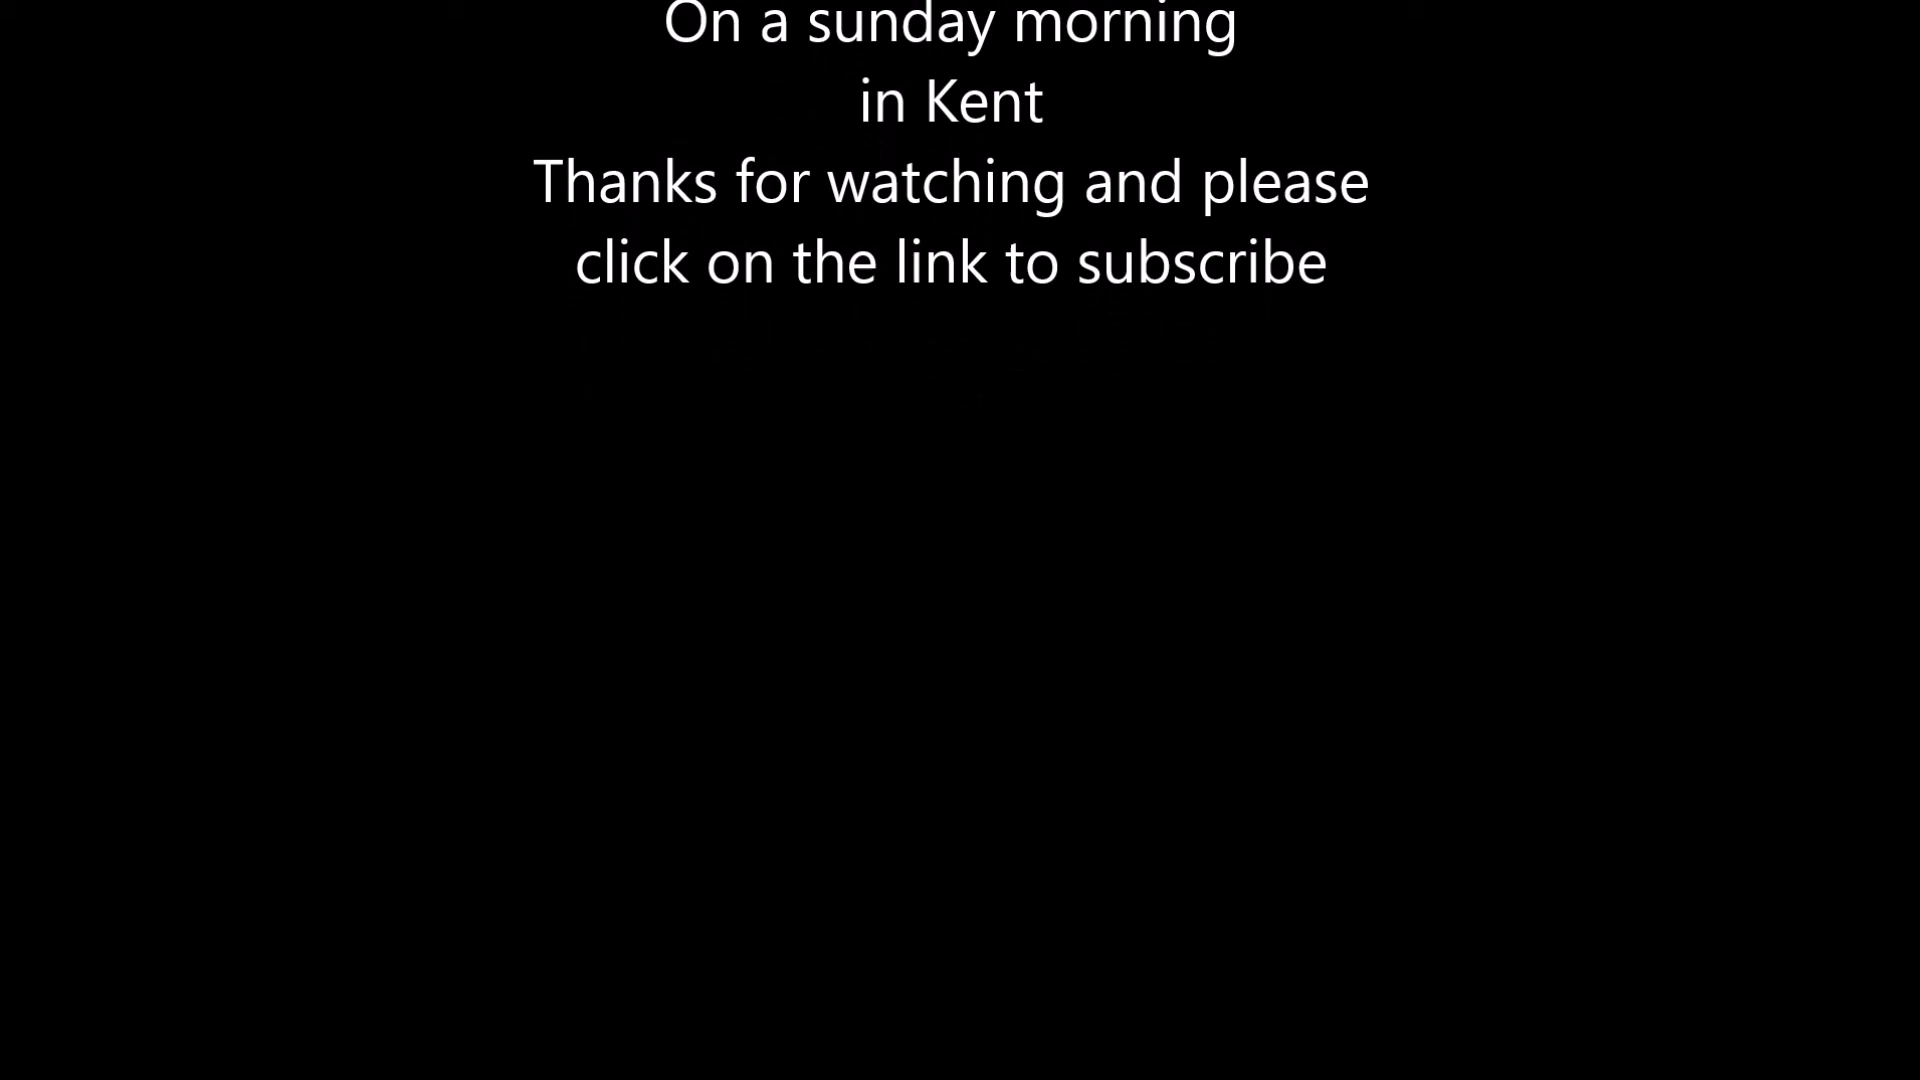 On a sunday morning
in Kent
Thanks for watching and please
click on the link to subscribe